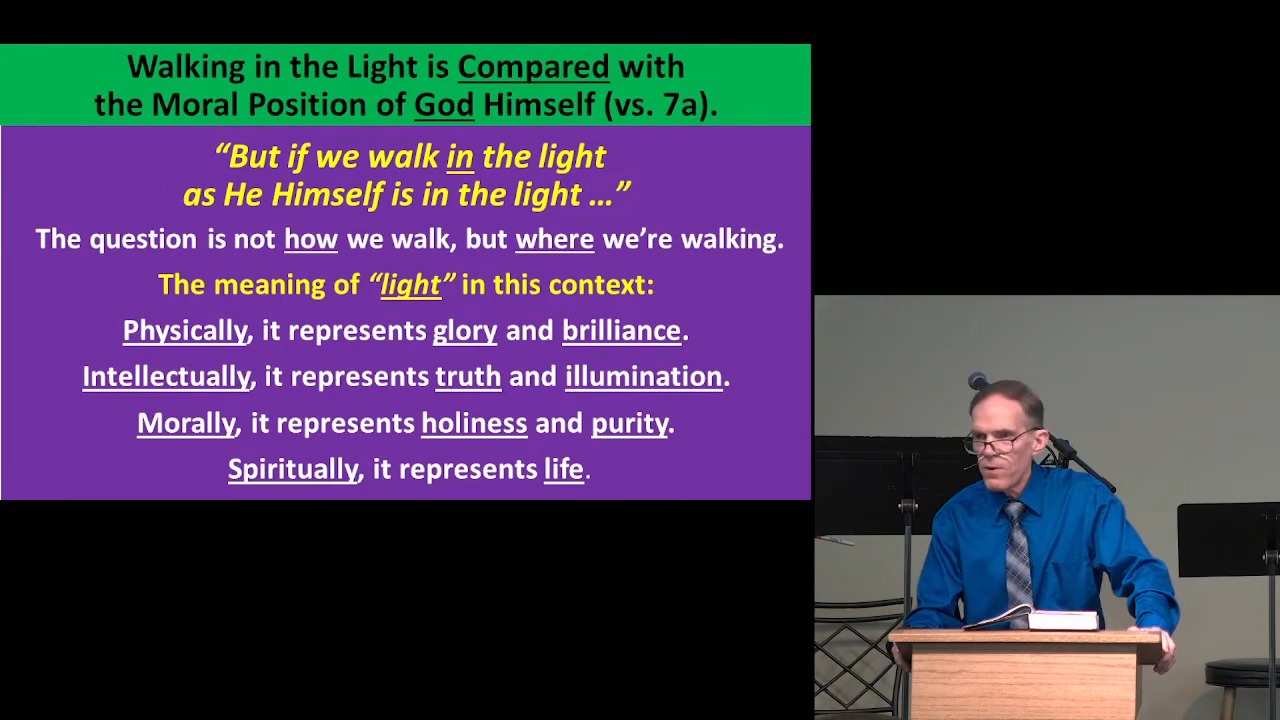 Walking in the Light is Compared with
the Moral Position of God Himself (vs. 7a).
“But if we walk in the light
as He Himself is in the light …”
The question is not how we walk, but where we’re walking.
The meaning of “light” in this context:
Physically, it represents glory and brilliance.
Intellectually, it represents truth and illumination.
Morally, it represents holiness and purity.
Spiritually, it represents life.